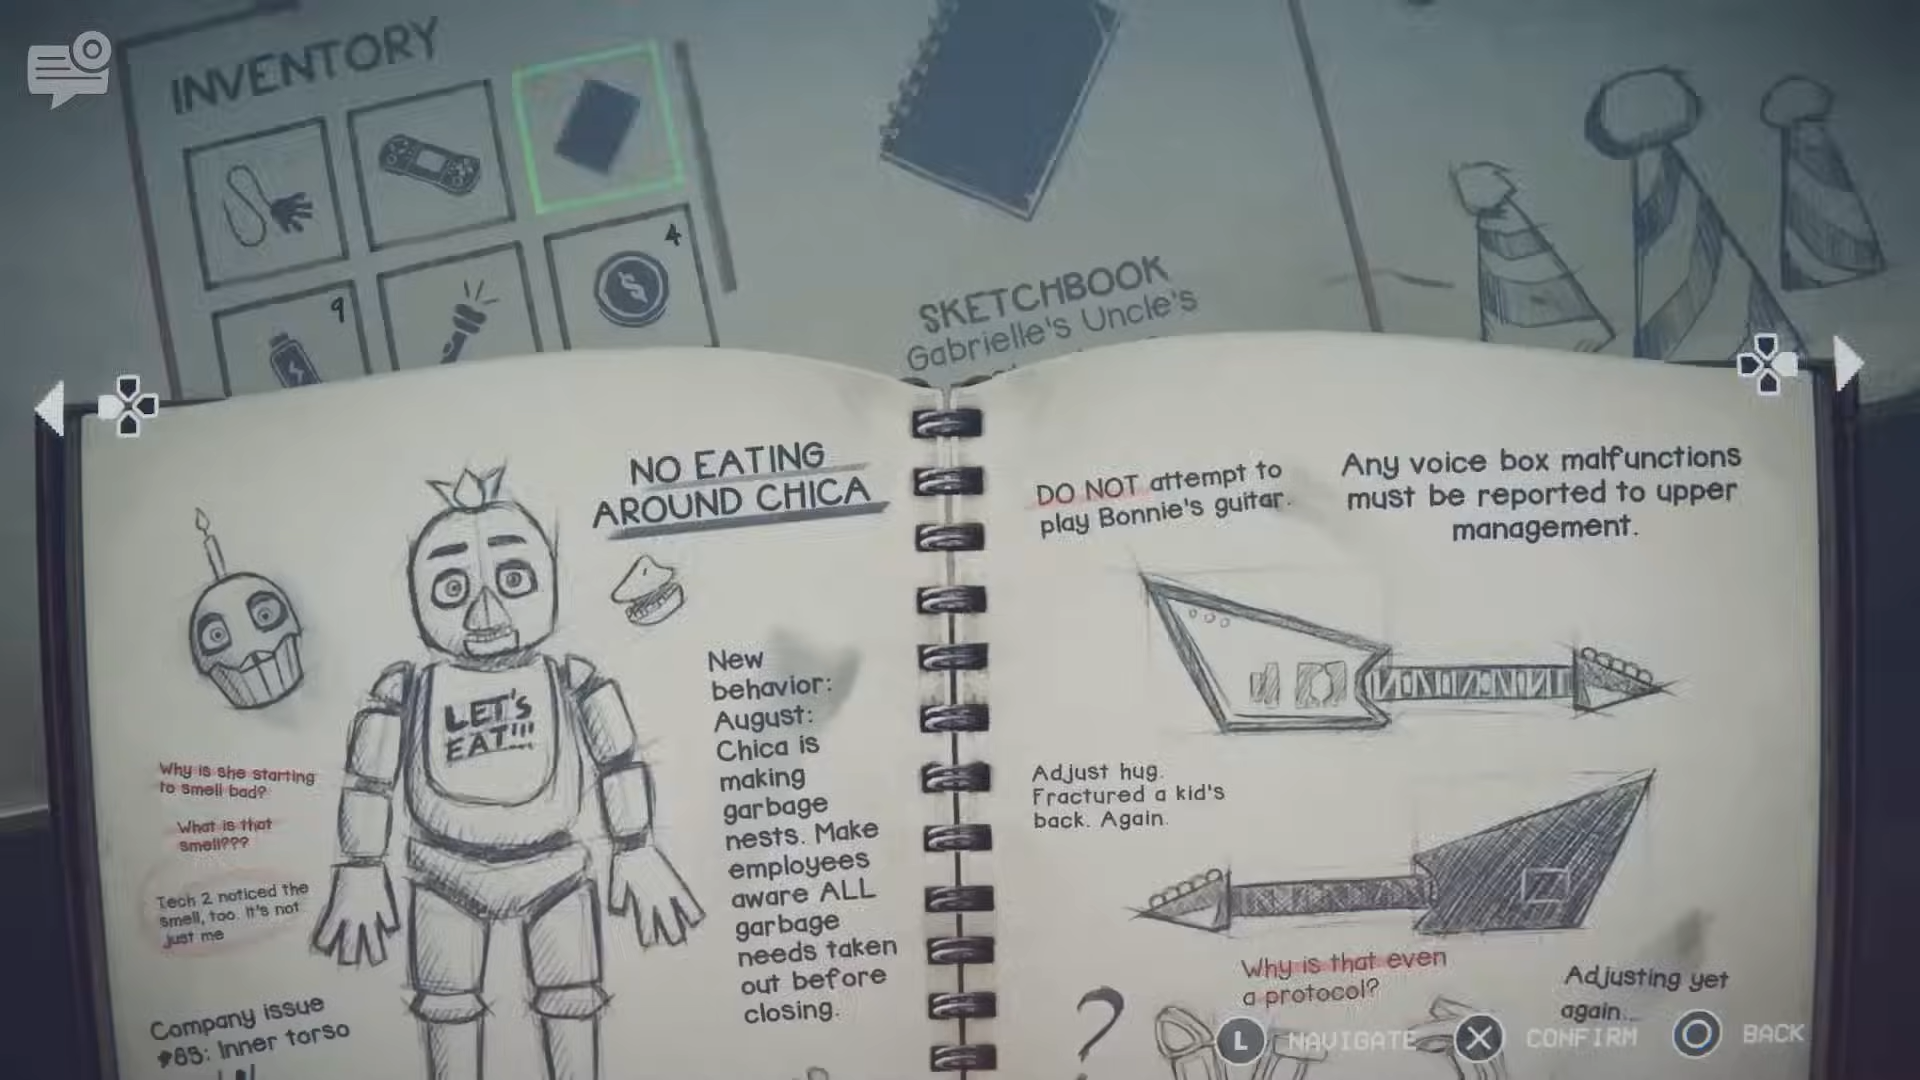 INVENTORY
4
9
SKETCHBOOK
Gabrielle's Uncle's
NO EATING
AROUND CHICA
LET'S
EAT!!!
New
behavior:
August:
Chica is
making
garbage
nests. Make
employees
aware ALL
garbage
needs taken
out before
closing.
Why is she starting
to smell bad?
What is that
smell???
Tech 2 noticed the
smell, too. It's not
just me
Company issue
#65: Inner torso
DO NOT attempt to
play Bonnie's guitar.
Any voice box malfunctions
must be reported to upper
management.
Adjust hug.
Fractured a kid's
back. Again.
Why is that even
a protocol?
Adjusting yet
again...
?
L NAVIGATE
X CONFIRM
O BACK